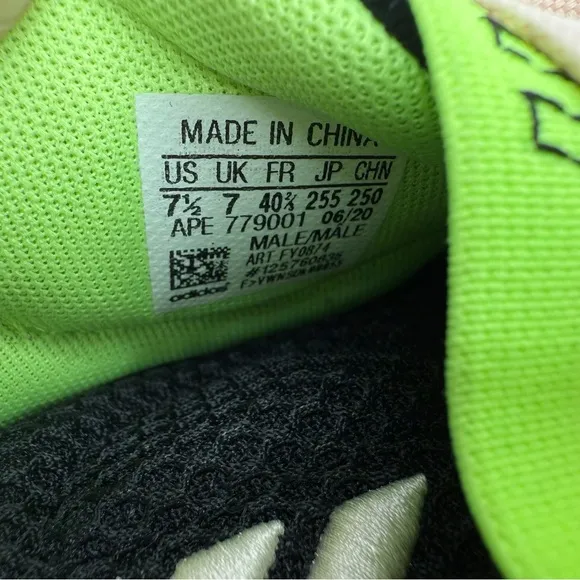 MADE IN CHINA
US UK FR JP CHN
7½ 7 40⅔ 255 250
APE 779001 06/20
MALE/MALE
ART FY0874
adidas